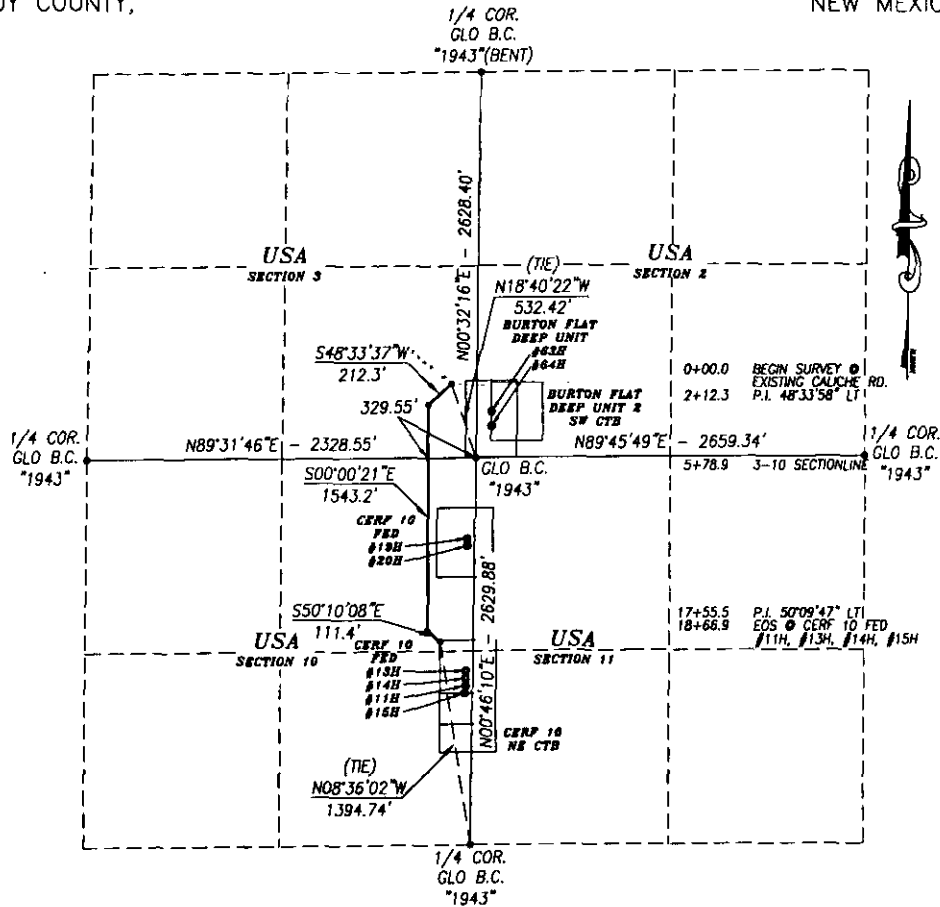 DY COUNTY,
NEW MEXIC
1/4 COR.
GLO B.C.
"1943"(BENT)
USA
SECTION 3
USA
SECTION 2
N00°32'16"E - 2628.40'
(TIE)
N18°40'22"W
532.42'
BURTON FLAT
DEEP UNIT
#63H
#64H
S48°33'37"W
212.3'
BURTON FLAT
DEEP UNIT 2
SW CTB
0+00.0 BEGIN SURVEY @
EXISTING CALICHE RD.
2+12.3 P.I. 48°33'58" LT
329.55'
1/4 COR.
GLO B.C.
"1943"
N89°31'46"E - 2328.55'
GLO B.C.
"1943"
N89°45'49"E - 2659.34'
5+78.9 3-10 SECTIONLINE
1/4 COR.
GLO B.C.
"1943"
S00°00'21"E
1543.2'
CERF 10
FED
#19H
#20H
N00°46'10"E - 2629.88'
S50°10'08"E
111.4'
17+55.5 P.I. 50°09'47" LT
18+66.9 EOS @ CERF 10 FED
#11H, #13H, #14H, #15H
USA
SECTION 10
CERF 10
FED
#13H
#14H
#11H
#15H
USA
SECTION 11
CERF 10
NE CTB
(TIE)
N08°36'02"W
1394.74'
1/4 COR.
GLO B.C.
"1943"